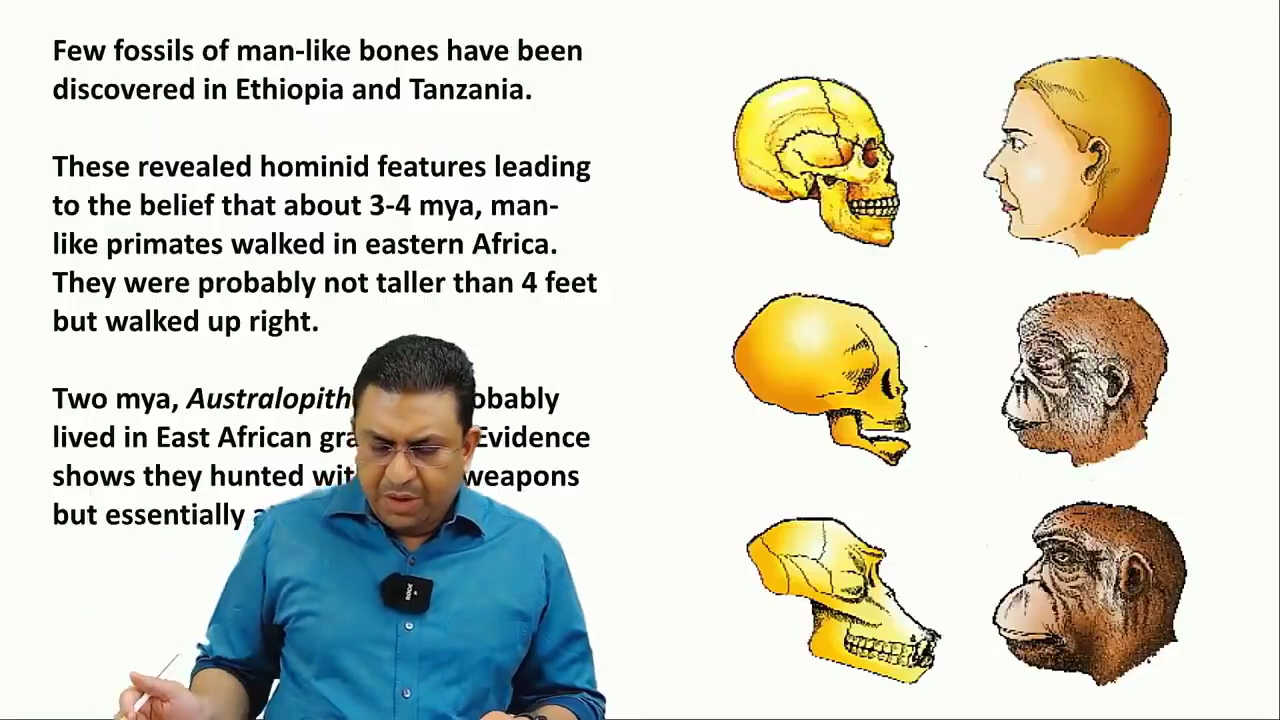 Few fossils of man-like bones have been
discovered in Ethiopia and Tanzania.
These revealed hominid features leading
to the belief that about 3-4 mya, man-
like primates walked in eastern Africa.
They were probably not taller than 4 feet
but walked up right.
Two mya, Australopith obably
lived in East African gra Evidence
shows they hunted wit weapons
but essentially a